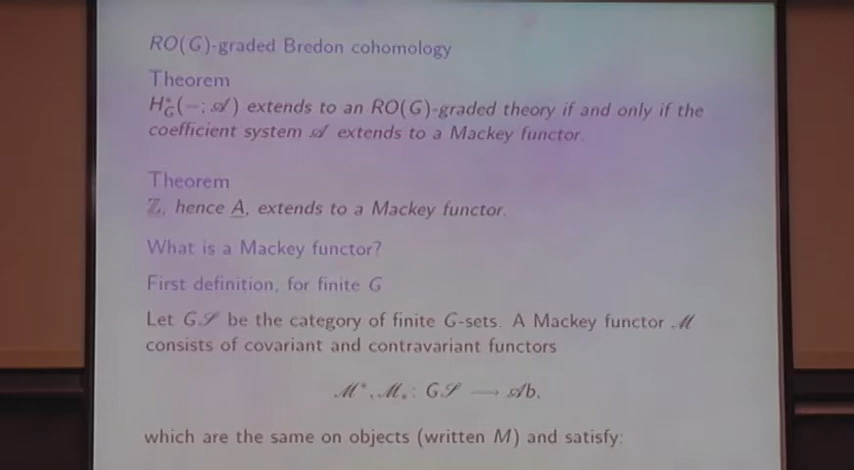 RO(G)-graded Bredon cohomology
Theorem
H*_G(−; 𝒜) extends to an RO(G)-graded theory if and only if the
coefficient system 𝒜 extends to a Mackey functor.
Theorem
ℤ, hence A, extends to a Mackey functor.
What is a Mackey functor?
First definition, for finite G
Let G𝒮 be the category of finite G-sets. A Mackey functor ℳ
consists of covariant and contravariant functors
ℳ*, ℳ_*: G𝒮 ⟶ 𝒜b,
which are the same on objects (written M) and satisfy: